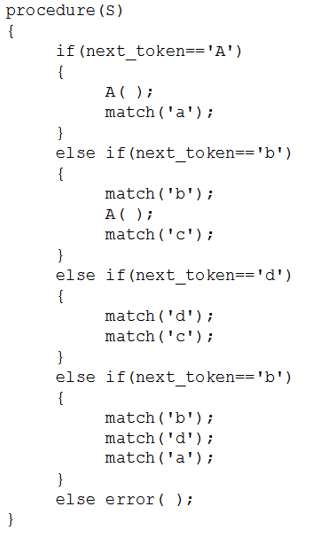 procedure(S)
{
if(next_token=='A')
{
A( );
match('a');
}
else if(next_token=='b')
{
match('b');
A( );
match('c');
}
else if(next_token=='d')
{
match('d');
match('c');
}
else if(next_token=='b')
{
match('b');
match('d');
match('a');
}
else error( );
}